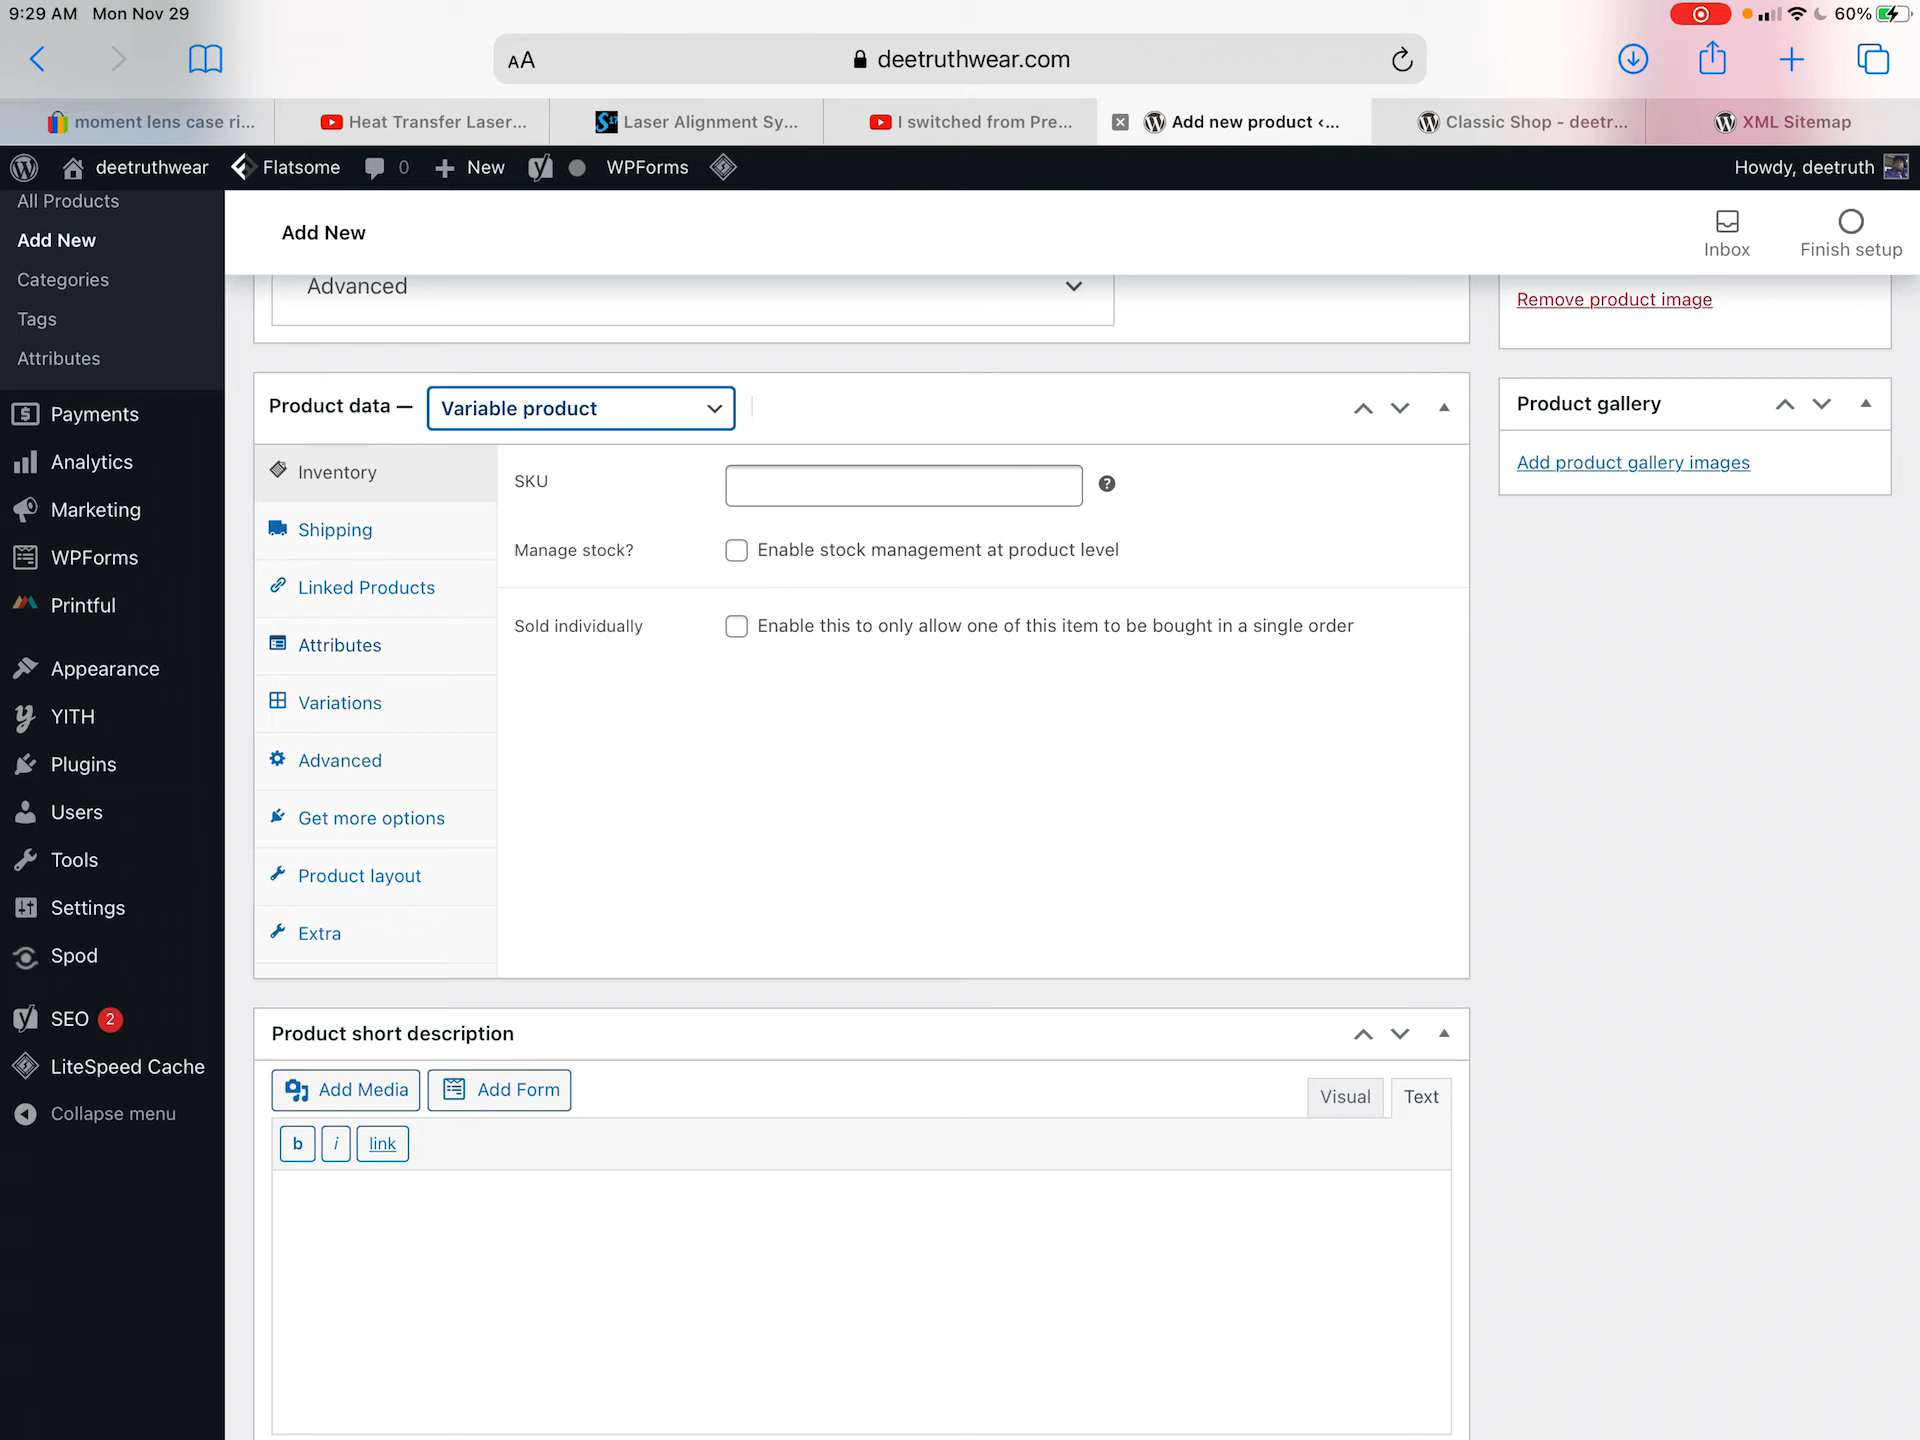 9:29 AM Mon Nov 29
60%
AA
deetruthwear.com
moment lens case ri...
Heat Transfer Laser...
Laser Alignment Sy...
I switched from Pre...
Add new product ‹...
Classic Shop - deetr...
XML Sitemap
deetruthwear
Flatsome
0
New
WPForms
Howdy, deetruth
All Products
Add New
Categories
Tags
Attributes
Payments
Analytics
Marketing
WPForms
Printful
Appearance
YITH
Plugins
Users
Tools
Settings
Spod
SEO 2
LiteSpeed Cache
Collapse menu
Add New
Inbox
Finish setup
Advanced
Remove product image
Product data —
Variable product
Product gallery
Add product gallery images
Inventory
Shipping
Linked Products
Attributes
Variations
Advanced
Get more options
Product layout
Extra
SKU
Manage stock?
Enable stock management at product level
Sold individually
Enable this to only allow one of this item to be bought in a single order
Product short description
Add Media
Add Form
Visual
Text
b
i
link